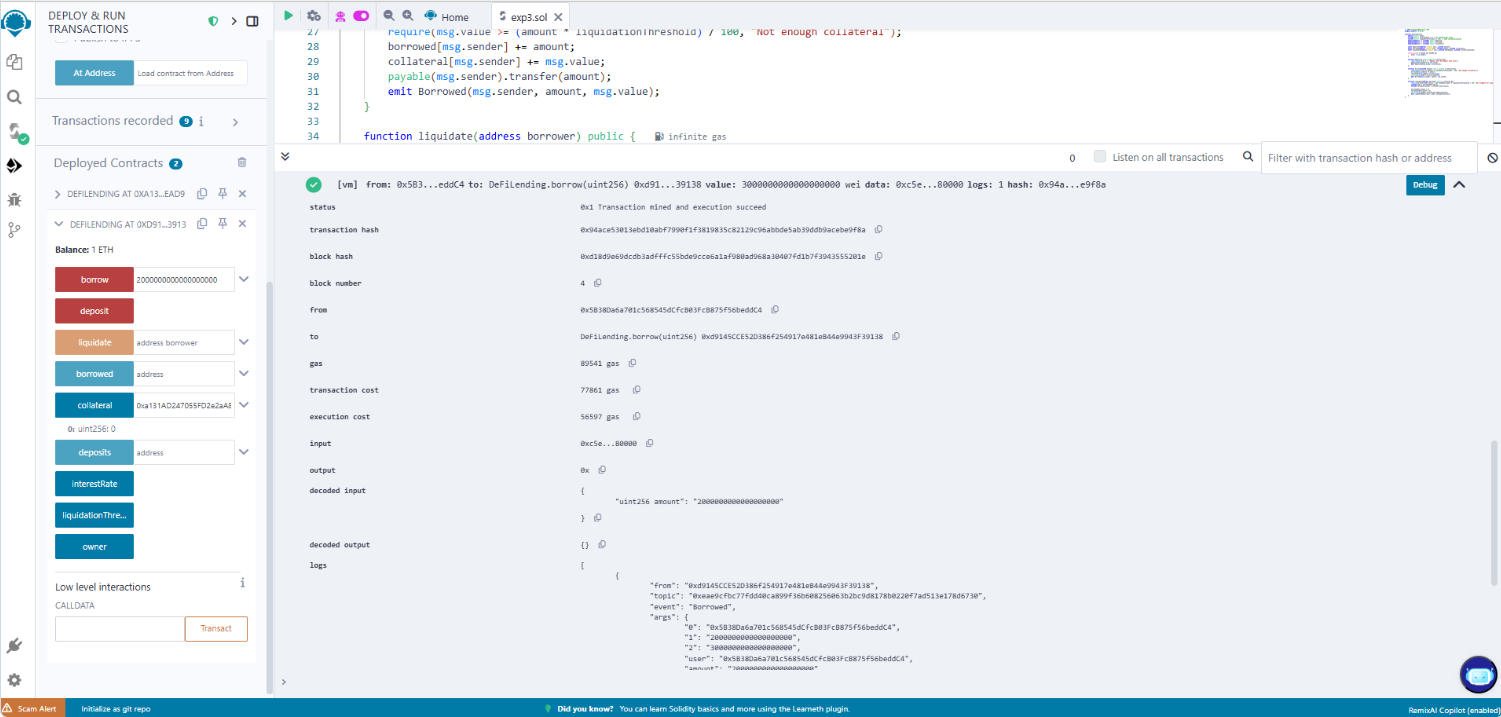 DEPLOY & RUN
TRANSACTIONS
At Address
Load contract from Address
Transactions recorded 9 i
Deployed Contracts 2
DEFILENDING AT 0XA13...EAD9
DEFILENDING AT 0XD91...3913
Balance: 1 ETH
borrow 2000000000000000000
deposit
liquidate address borrower
borrowed address
collateral 0xa131AD247055FD2e2aA8
0: uint256: 0
deposits address
interestRate
liquidationThre...
owner
Low level interactions i
CALLDATA
Transact
Home
exp3.sol
27 require(msg.value >= (amount * liquidationThreshold) / 100, "Not enough collateral");
28 borrowed[msg.sender] += amount;
29 collateral[msg.sender] += msg.value;
30 payable(msg.sender).transfer(amount);
31 emit Borrowed(msg.sender, amount, msg.value);
32 }
33
34 function liquidate(address borrower) public { infinite gas
0 Listen on all transactions Filter with transaction hash or address
[vm] from: 0x5B3...eddC4 to: DeFiLending.borrow(uint256) 0xd91...39138 value: 3000000000000000000 wei data: 0xc5e...80000 logs: 1 hash: 0x94a...e9f8a
Debug
status 0x1 Transaction mined and execution succeed
transaction hash 0x94ace53013ebd10abf7990f1f3819835c82129c96abbde5ab39ddb9acebe9f8a
block hash 0xd18d9e69dcdb3adfffc55bde9cce6a1af980ad968a30407fd1b7f3943555201e
block number 4
from 0x5B38Da6a701c568545dCfcB03FcB875f56beddC4
to DeFiLending.borrow(uint256) 0xd9145CCE52D386f254917e481eB44e9943F39138
gas 89541 gas
transaction cost 77861 gas
execution cost 56597 gas
input 0xc5e...80000
output 0x
decoded input {
"uint256 amount": "2000000000000000000"
}
decoded output {}
logs [
{
"from": "0xd9145CCE52D386f254917e481eB44e9943F39138",
"topic": "0xeae9cfbc77fdd40ca899f36b608256063b2bc9d8178b0220f7ad513e178d6730",
"event": "Borrowed",
"args": {
"0": "0x5B38Da6a701c568545dCfcB03FcB875f56beddC4",
"1": "2000000000000000000",
"2": "3000000000000000000",
"user": "0x5B38Da6a701c568545dCfcB03FcB875f56beddC4",
"amount": "2000000000000000000"
>
Scam Alert
Initialize as git repo
Did you know? You can learn Solidity basics and more using the Learneth plugin.
RemixAI Copilot (enabled)